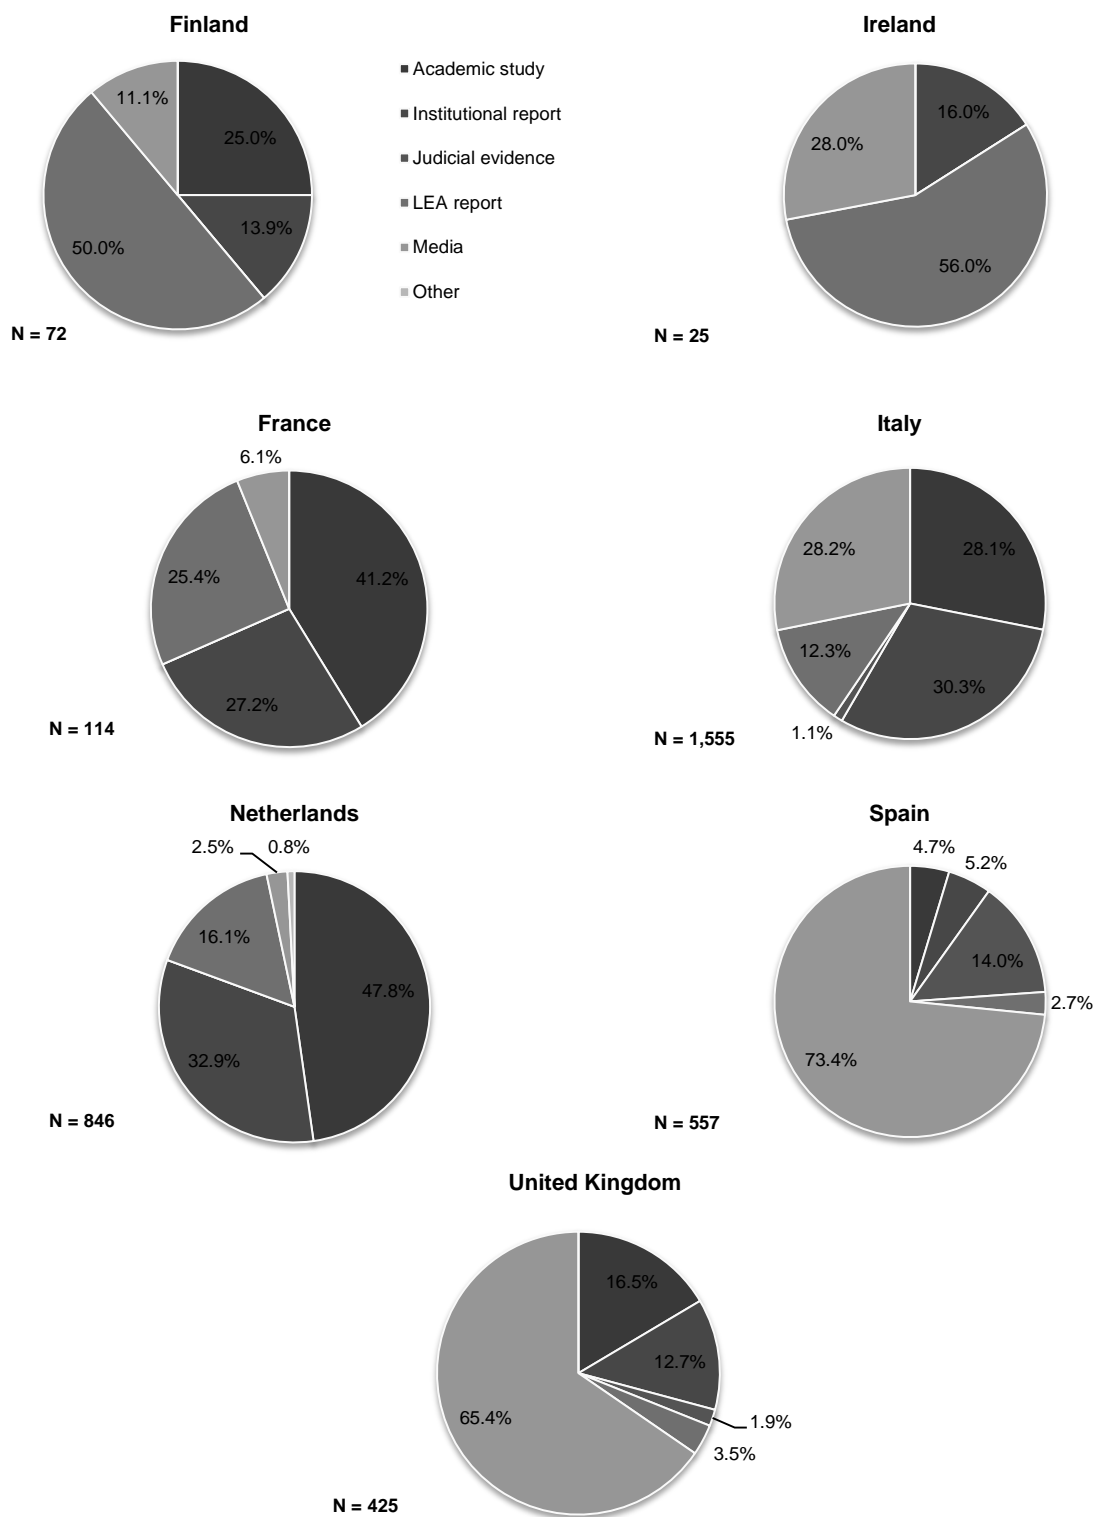 Finland
11.1%
25.0%
13.9%
50.0%
N = 72
Academic study
Institutional report
Judicial evidence
LEA report
Media
Other
Ireland
16.0%
28.0%
56.0%
N = 25
France
6.1%
41.2%
25.4%
27.2%
N = 114
Italy
28.2%
28.1%
12.3%
30.3%
1.1%
N = 1,555
Netherlands
2.5%
0.8%
16.1%
47.8%
32.9%
N = 846
Spain
4.7%
5.2%
14.0%
2.7%
73.4%
N = 557
United Kingdom
16.5%
12.7%
65.4%
1.9%
3.5%
N = 425